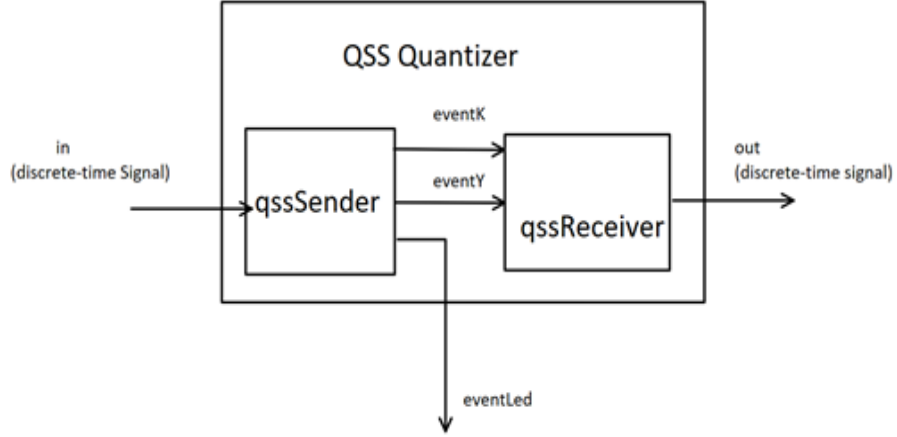 QSS Quantizer
eventK
in
(discrete-time Signal)
out
(discrete-time signal)
eventY
qssSender
qssReceiver
eventLed